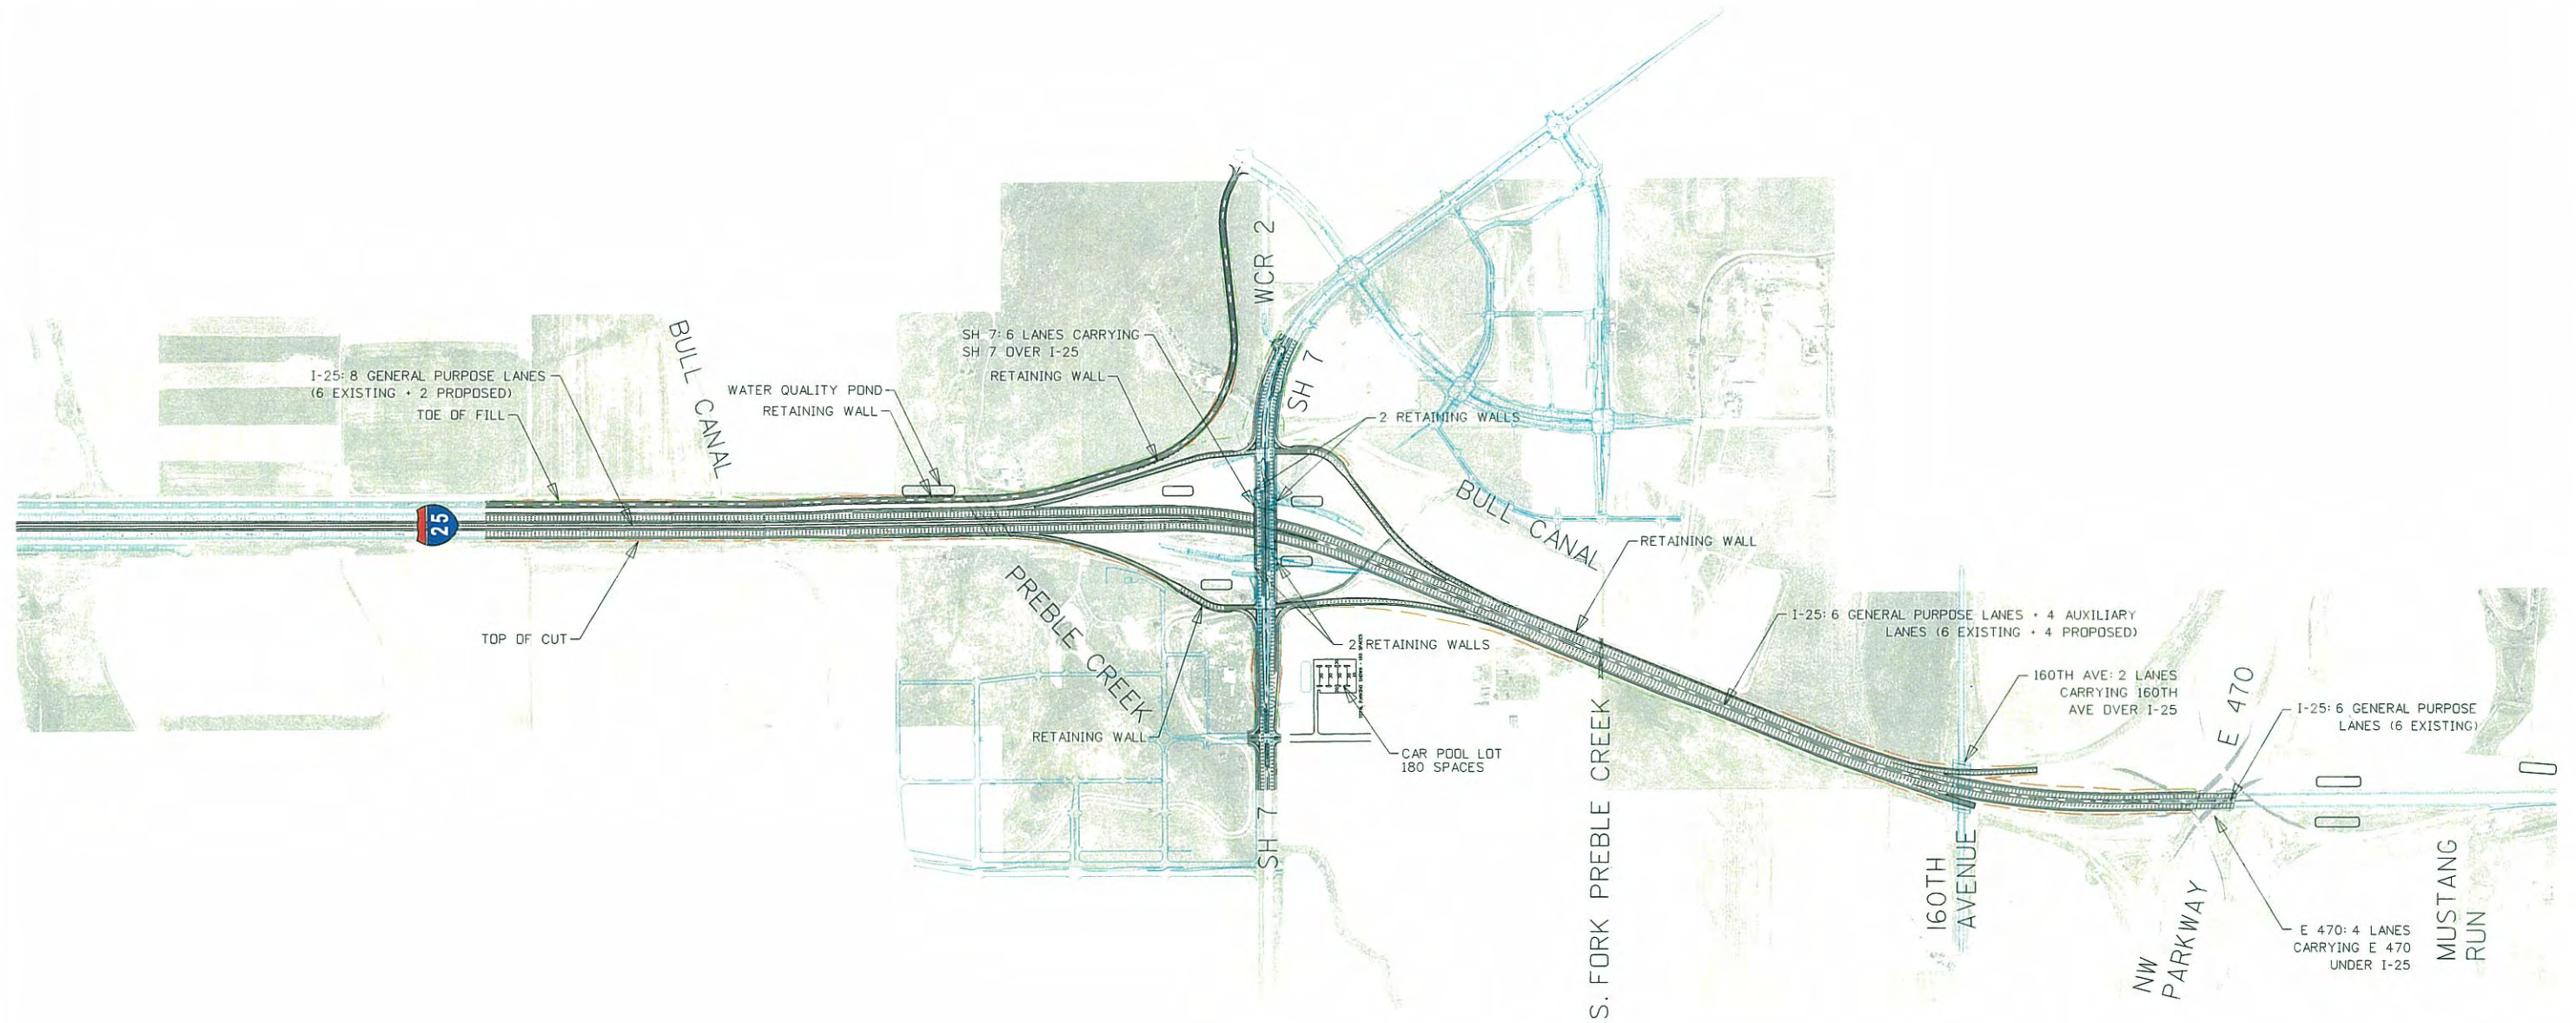 WCR 2
BULL CANAL
SH 7: 6 LANES CARRYING
SH 7 OVER I-25
RETAINING WALL
I-25: 8 GENERAL PURPOSE LANES
(6 EXISTING + 2 PROPOSED)
TOE OF FILL
WATER QUALITY POND
RETAINING WALL
SH 7
2 RETAINING WALLS
25
BULL CANAL
RETAINING WALL
TOP OF CUT
PREBLE CREEK
2 RETAINING WALLS
I-25: 6 GENERAL PURPOSE LANES + 4 AUXILIARY
LANES (6 EXISTING + 4 PROPOSED)
160TH AVE: 2 LANES
CARRYING 160TH
AVE OVER I-25
E 470
I-25: 6 GENERAL PURPOSE
LANES (6 EXISTING)
RETAINING WALL
CAR POOL LOT
180 SPACES
SH 7
S. FORK PREBLE CREEK
160TH
AVENUE
NW
PARKWAY
MUSTANG
RUN
E 470: 4 LANES
CARRYING E 470
UNDER I-25